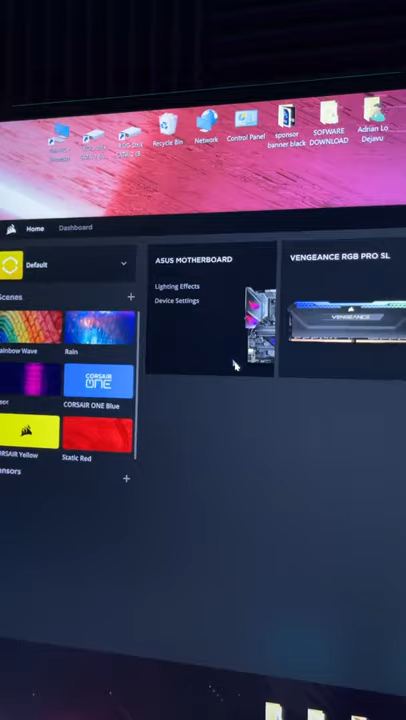 Recycle Bin
Network
Control Panel
sponsor
banner black
SOFWARE
DOWNLOAD
Adrian Lo
Dejavu
Home
Dashboard
Default
Scenes
ainbow Wave
Rain
CORSAIR
ONE
CORSAIR ONE Blue
RSAIR Yellow
Static Red
ensors
ASUS MOTHERBOARD
Lighting Effects
Device Settings
VENGEANCE RGB PRO SL
VENGEANCE